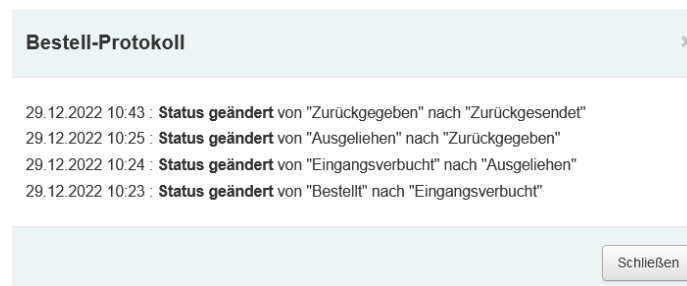 Bestell-Protokoll
29.12.2022 10:43 : Status geändert von "Zurückgegeben" nach "Zurückgesendet"
29.12.2022 10:25 : Status geändert von "Ausgeliehen" nach "Zurückgegeben"
29.12.2022 10:24 : Status geändert von "Eingangsverbucht" nach "Ausgeliehen"
29.12.2022 10:23 : Status geändert von "Bestellt" nach "Eingangsverbucht"
Schließen